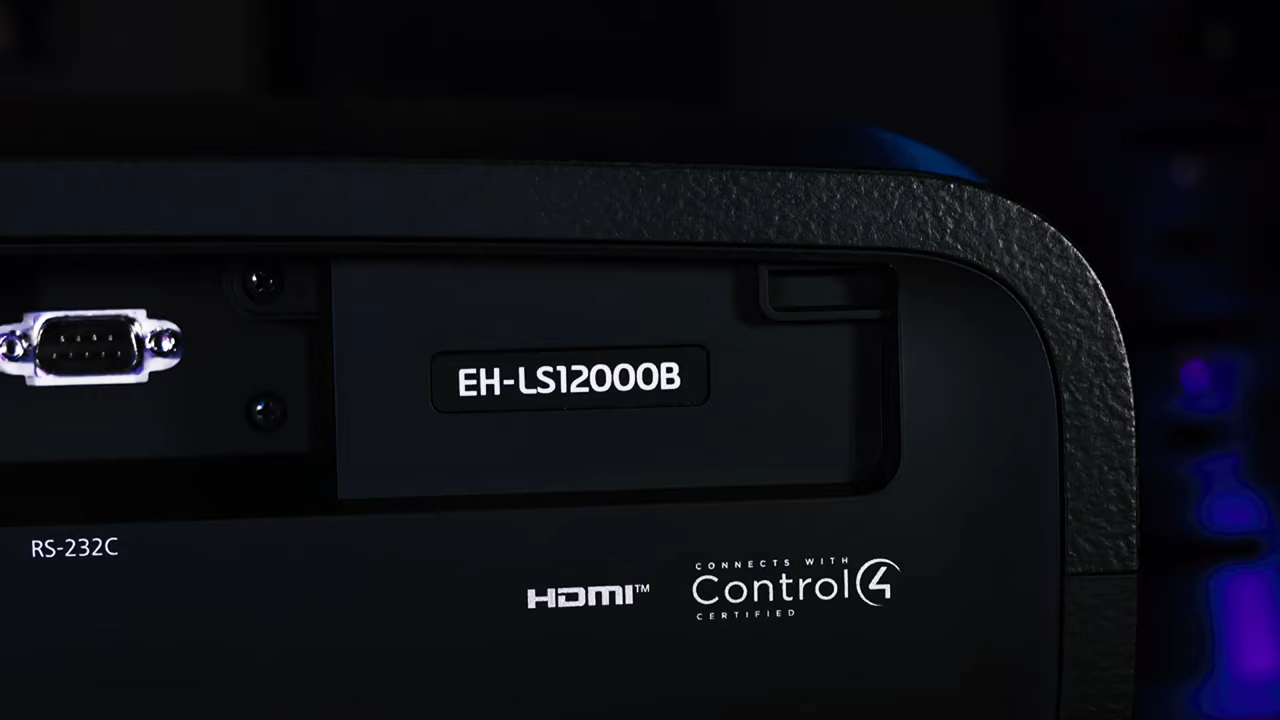 EH-LS12000B
RS-232C
HDMI™
CONNECTS WITH
Control4
CERTIFIED